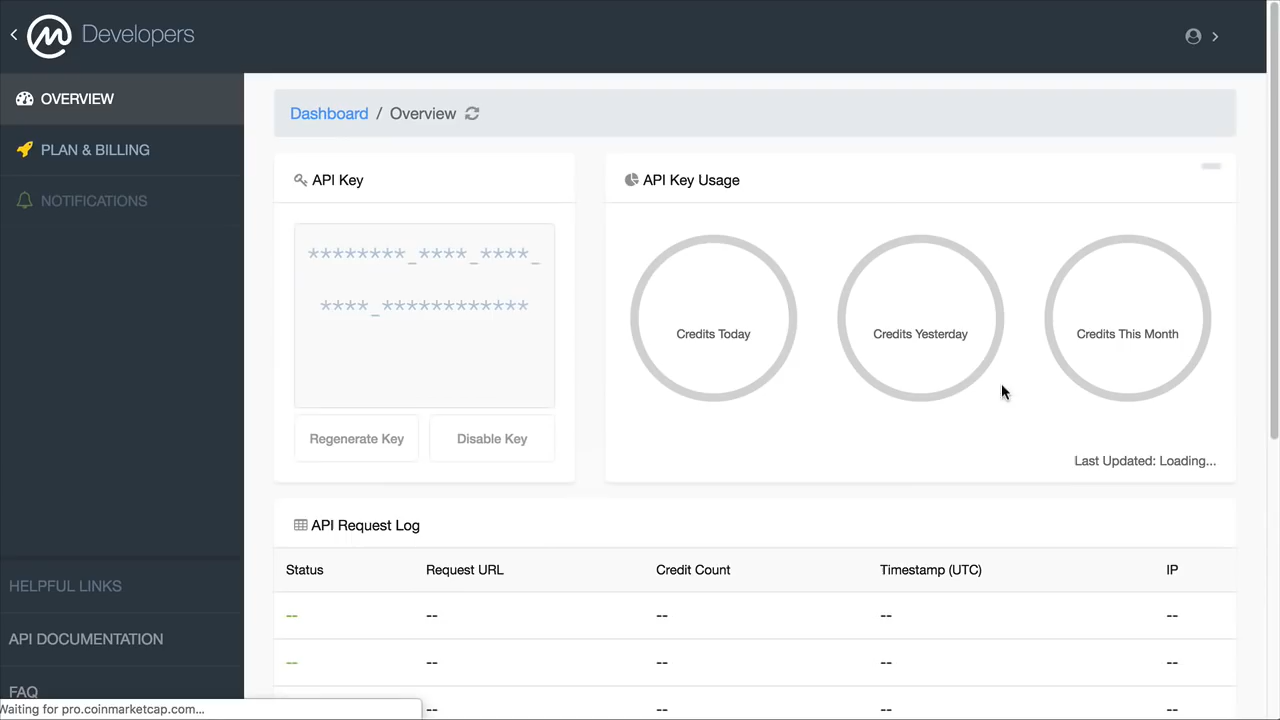 Developers
OVERVIEW
PLAN & BILLING
NOTIFICATIONS
HELPFUL LINKS
API DOCUMENTATION
FAQ
Waiting for pro.coinmarketcap.com...
Dashboard / Overview
API Key
********_****_****_
****_************
Regenerate Key Disable Key
API Key Usage
Credits Today Credits Yesterday Credits This Month
Last Updated: Loading...
API Request Log
Status Request URL Credit Count Timestamp (UTC) IP
-- -- -- -- --
-- -- -- -- --
-- -- -- --